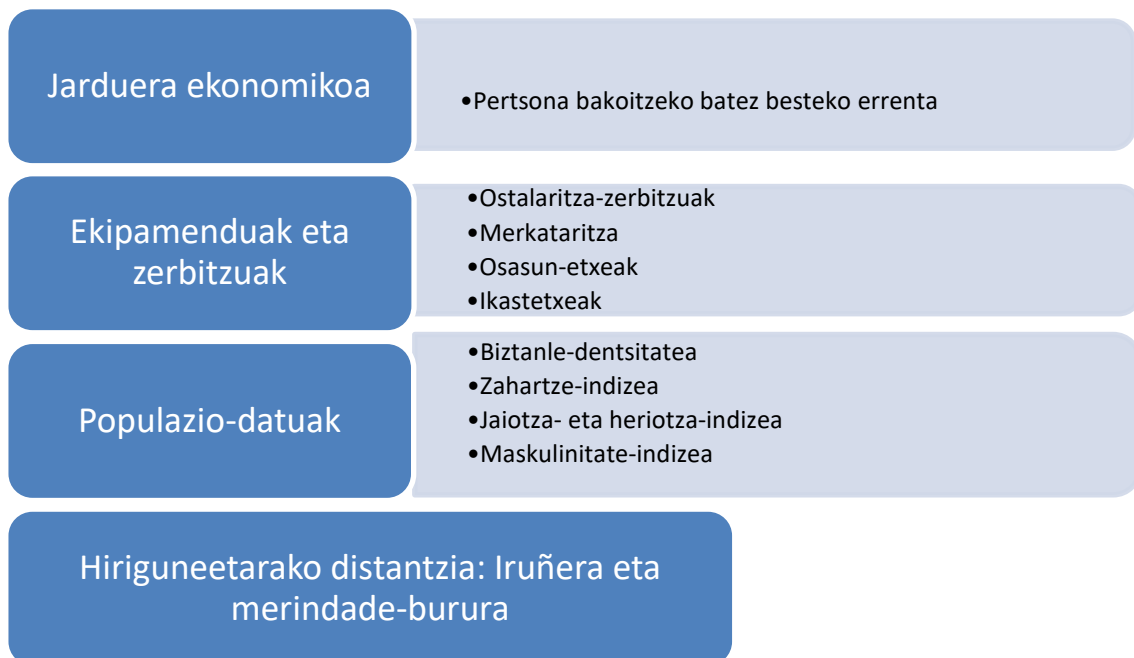 Jarduera ekonomikoa
•Pertsona bakoitzeko batez besteko errenta
Ekipamenduak eta
zerbitzuak
•Ostalaritza-zerbitzuak
•Merkataritza
•Osasun-etxeak
•Ikastetxeak
Populazio-datuak
•Biztanle-dentsitatea
•Zahartze-indizea
•Jaiotza- eta heriotza-indizea
•Maskulinitate-indizea
Hiriguneetarako distantzia: Iruñera eta
merindade-burura